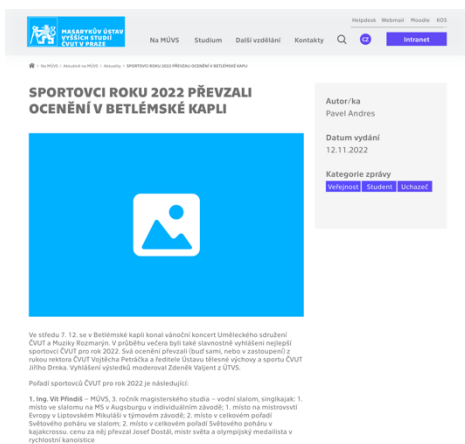 Helpdesk Webmail Moodle KOS
MASARYKŮV ÚSTAV
VYŠŠÍCH STUDIÍ
ČVUT V PRAZE
Na MÚVS Studium Další vzdělání Kontakty CZ Intranet
Na MÚVS / Aktuálně na MÚVS / Aktuality / SPORTOVCI ROKU 2022 PŘEVZALI OCENĚNÍ V BETLÉMSKÉ KAPLI
SPORTOVCI ROKU 2022 PŘEVZALI
OCENĚNÍ V BETLÉMSKÉ KAPLI
Autor/ka
Pavel Andres
Datum vydání
12.11.2022
Kategorie zprávy
Veřejnost Student Uchazeč
Ve středu 7. 12. se v Betlémské kapli konal vánoční koncert Uměleckého sdružení
ČVUT a Muziky Rozmarýn. V průběhu večera byli také slavnostně vyhlášeni nejlepší
sportovci ČVUT pro rok 2022. Svá ocenění převzali (buď sami, nebo v zastoupení) z
rukou rektora ČVUT Vojtěcha Petráčka a ředitele Ústavu tělesné výchovy a sportu ČVUT
Jiřího Drnka. Vyhlášení výsledků moderoval Zdeněk Valjent z ÚTVS.
Pořadí sportovců ČVUT pro rok 2022 je následující:
1. Ing. Vít Přindiš – MÚVS, 3. ročník magisterského studia – vodní slalom, singlkajak: 1.
místo ve slalomu na MS v Augsburgu v individuálním závodě; 1. místo na mistrovství
Evropy v Liptovském Mikuláši v týmovém závodě; 2. místo v celkovém pořadí
Světového poháru ve slalom; 2. místo v celkovém pořadí Světového poháru v
kajakcrossu. cenu za něj převzal Josef Dostál, mistr světa a olympijský medailista v
rychlostní kanoistice